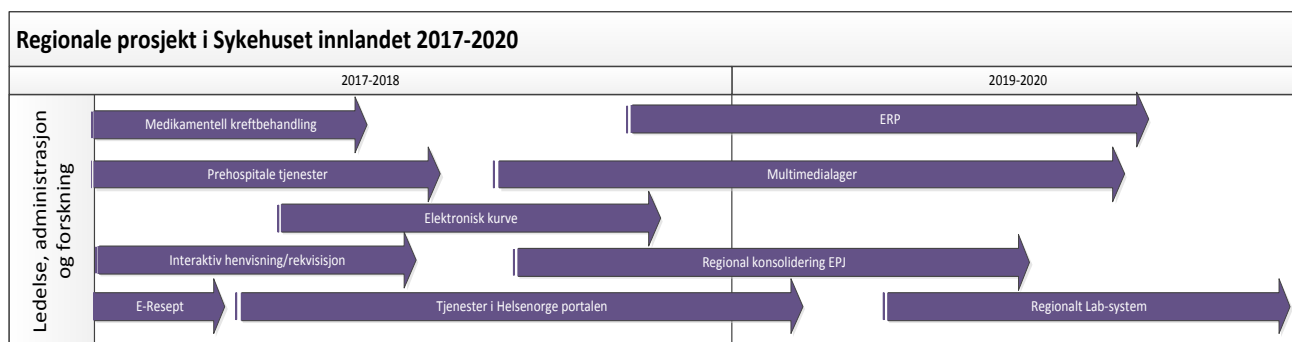 Regionale prosjekt i Sykehuset innlandet 2017-2020
2017-2018
2019-2020
Ledelse, administrasjon
og forskning
Medikamentell kreftbehandling
ERP
Prehospitale tjenester
Multimedialager
Elektronisk kurve
Interaktiv henvisning/rekvisisjon
Regional konsolidering EPJ
E-Resept
Tjenester i Helsenorge portalen
Regionalt Lab-system